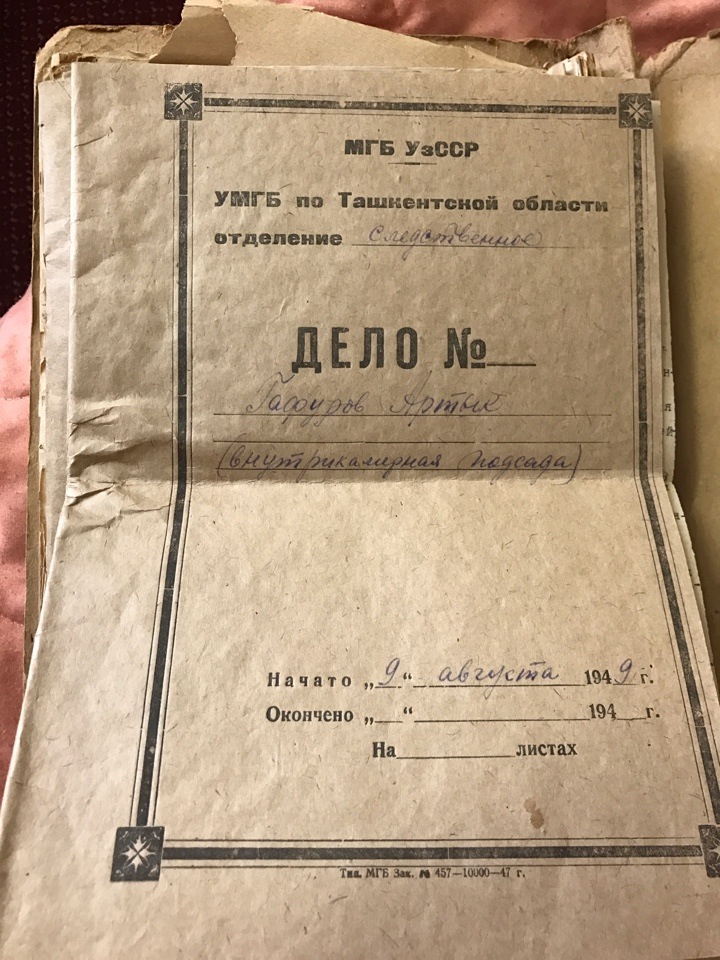 МГБ УзССР
УМГБ по Ташкентской области
отделение следственное
ДЕЛО №
Гафуров Артык
(внутрикамерная подсада)
Начато „9“ августа 1949 г.
Окончено „ “ 194 г.
На листах
Тип. МГБ Зак. № 457—10000—47 г.